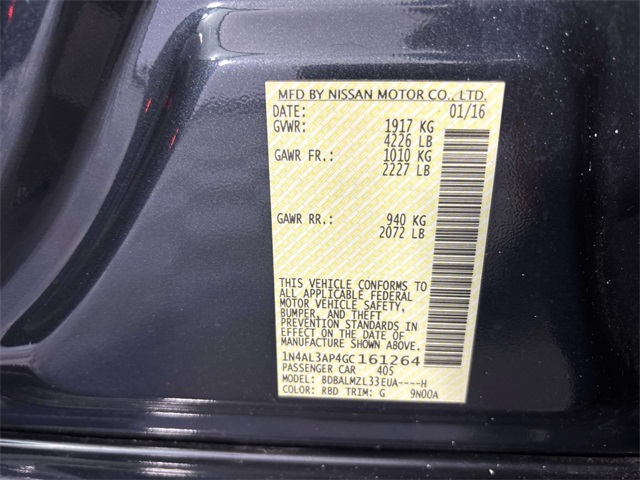 MFD BY NISSAN MOTOR CO., LTD.
DATE: 01/16
GVWR: 1917 KG
4226 LB
GAWR FR.: 1010 KG
2227 LB
GAWR RR.: 940 KG
2072 LB
THIS VEHICLE CONFORMS TO
ALL APPLICABLE FEDERAL
MOTOR VEHICLE SAFETY,
BUMPER, AND THEFT
PREVENTION STANDARDS IN
EFFECT ON THE DATE OF
MANUFACTURE SHOWN ABOVE.
1N4AL3AP4GC161264
PASSENGER CAR 405
MODEL: BDBALMZL33EUA----H
COLOR: RBD TRIM: G 9N00A